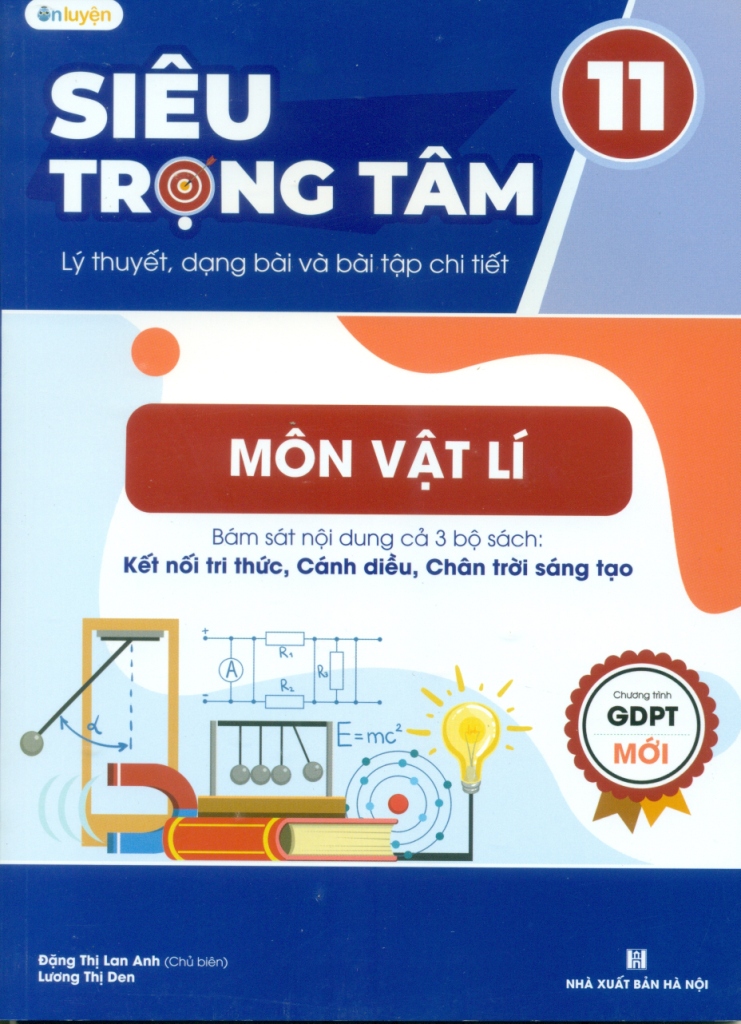 Ônluyện
11
SIÊU
TRỌNG TÂM
Lý thuyết, dạng bài và bài tập chi tiết
MÔN VẬT LÍ
Bám sát nội dung cả 3 bộ sách:
Kết nối tri thức, Cánh diều, Chân trời sáng tạo
+
R₁
A
R₃
R₂
–
α
E=mc²
Chương trình
GDPT
MỚI
Đặng Thị Lan Anh (Chủ biên)
Lương Thị Den
NHÀ XUẤT BẢN HÀ NỘI